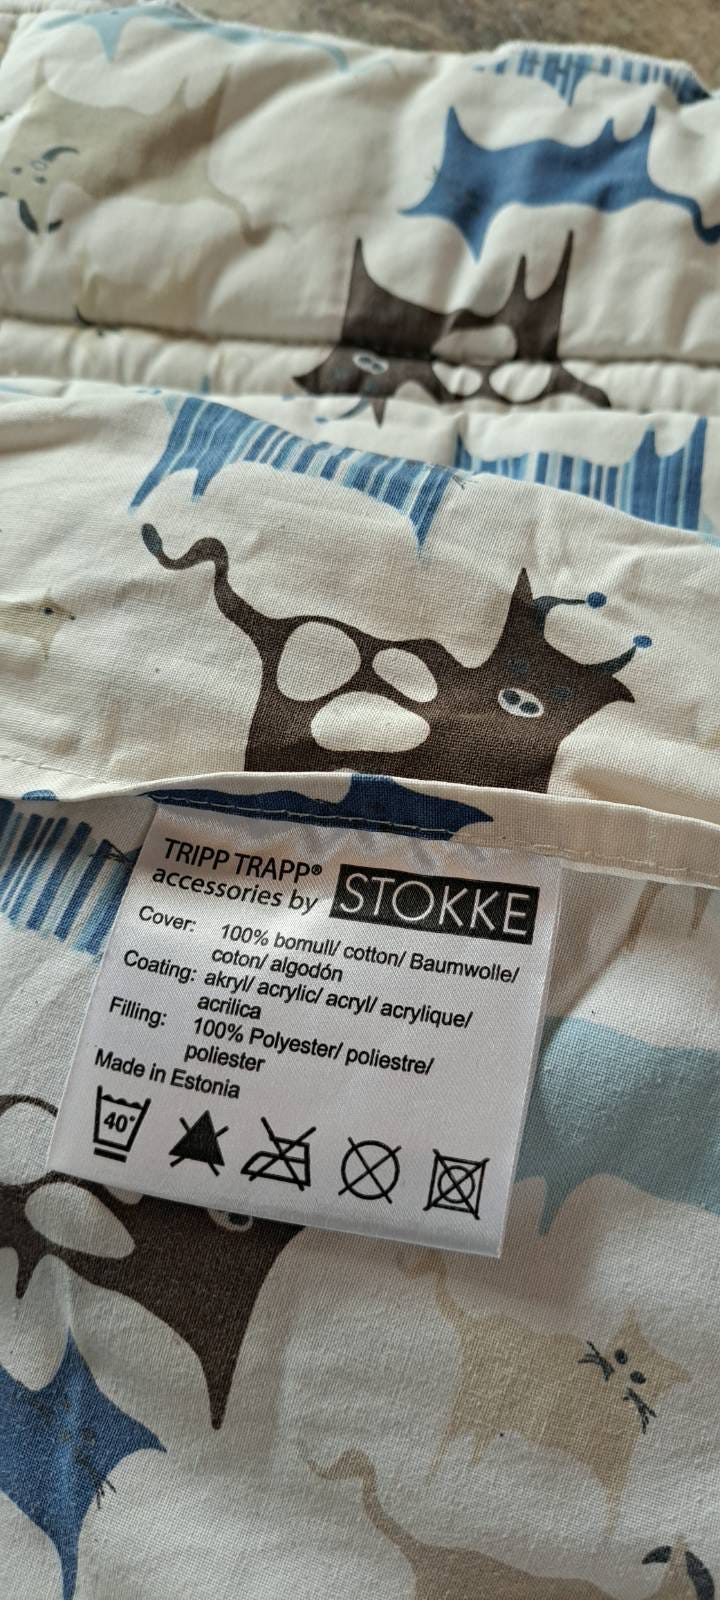 TRIPP TRAPP®
accessories by STOKKE
Cover: 100% bomull/ cotton/ Baumwolle/
coton/ algodón
Coating: akryl/ acrylic/ acryl/ acrylique/
acrilica
Filling: 100% Polyester/ poliestre/
poliester
Made in Estonia
40°